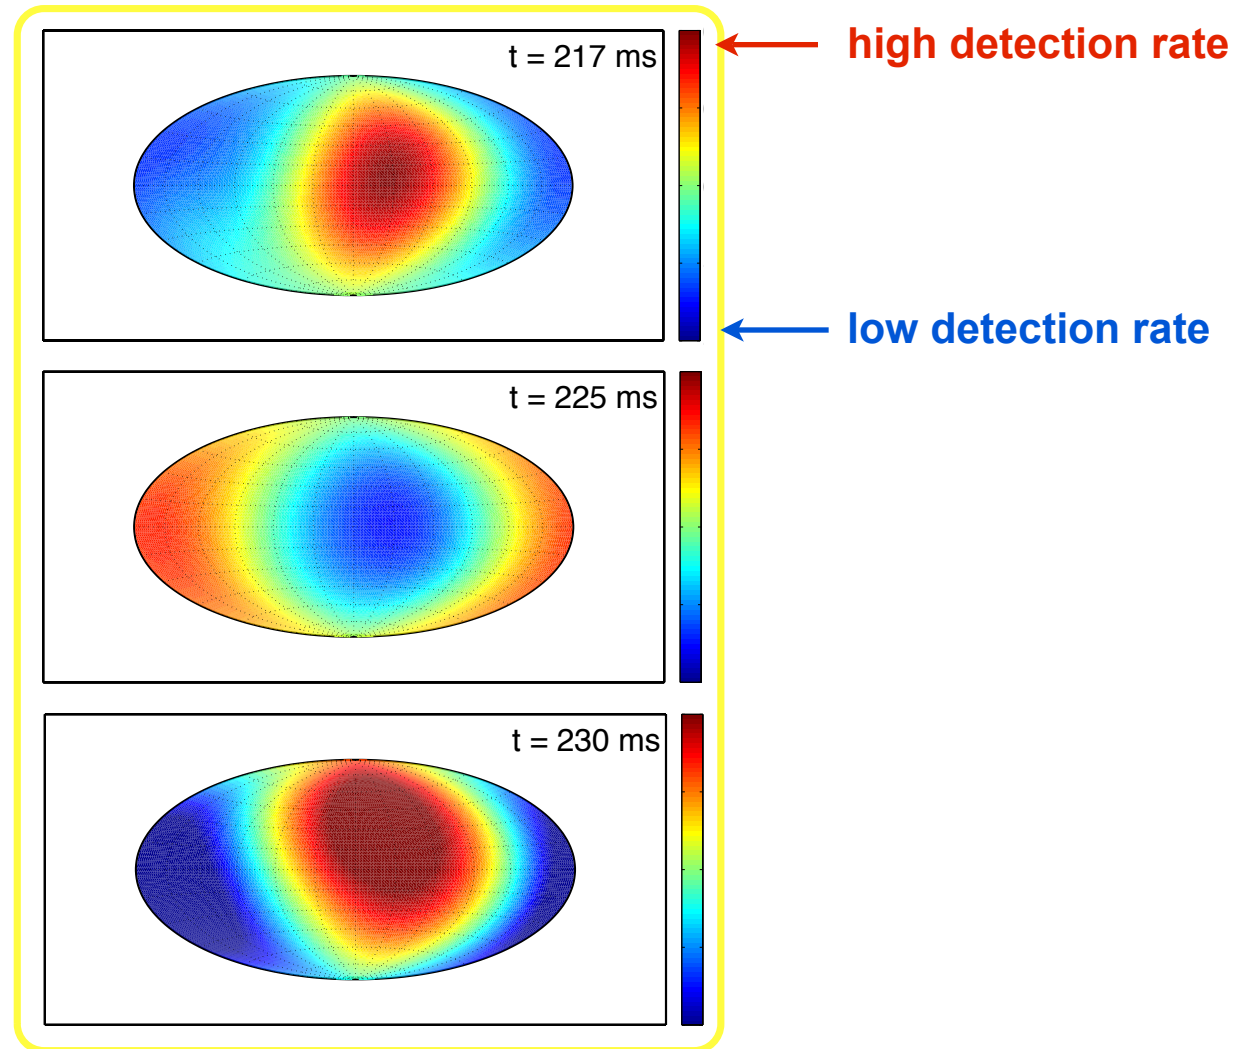 t = 217 ms
high detection rate
low detection rate
t = 225 ms
t = 230 ms